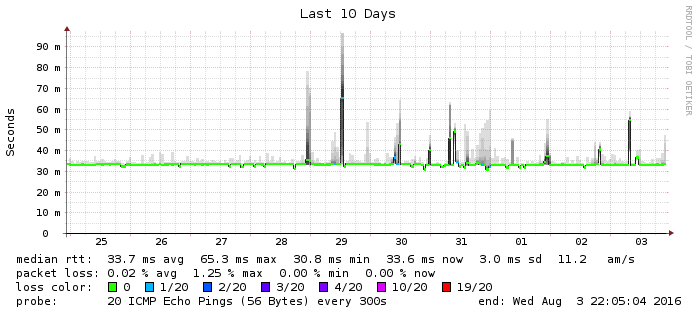 Last 10 Days
RRDTOOL / TOBI OETIKER
Seconds
90 m
80 m
70 m
60 m
50 m
40 m
30 m
20 m
10 m
0
25 26 27 28 29 30 31 01 02 03
median rtt: 33.7 ms avg 65.3 ms max 30.8 ms min 33.6 ms now 3.0 ms sd 11.2 am/s
packet loss: 0.02 % avg 1.25 % max 0.00 % min 0.00 % now
loss color: 0 1/20 2/20 3/20 4/20 10/20 19/20
probe: 20 ICMP Echo Pings (56 Bytes) every 300s end: Wed Aug 3 22:05:04 2016